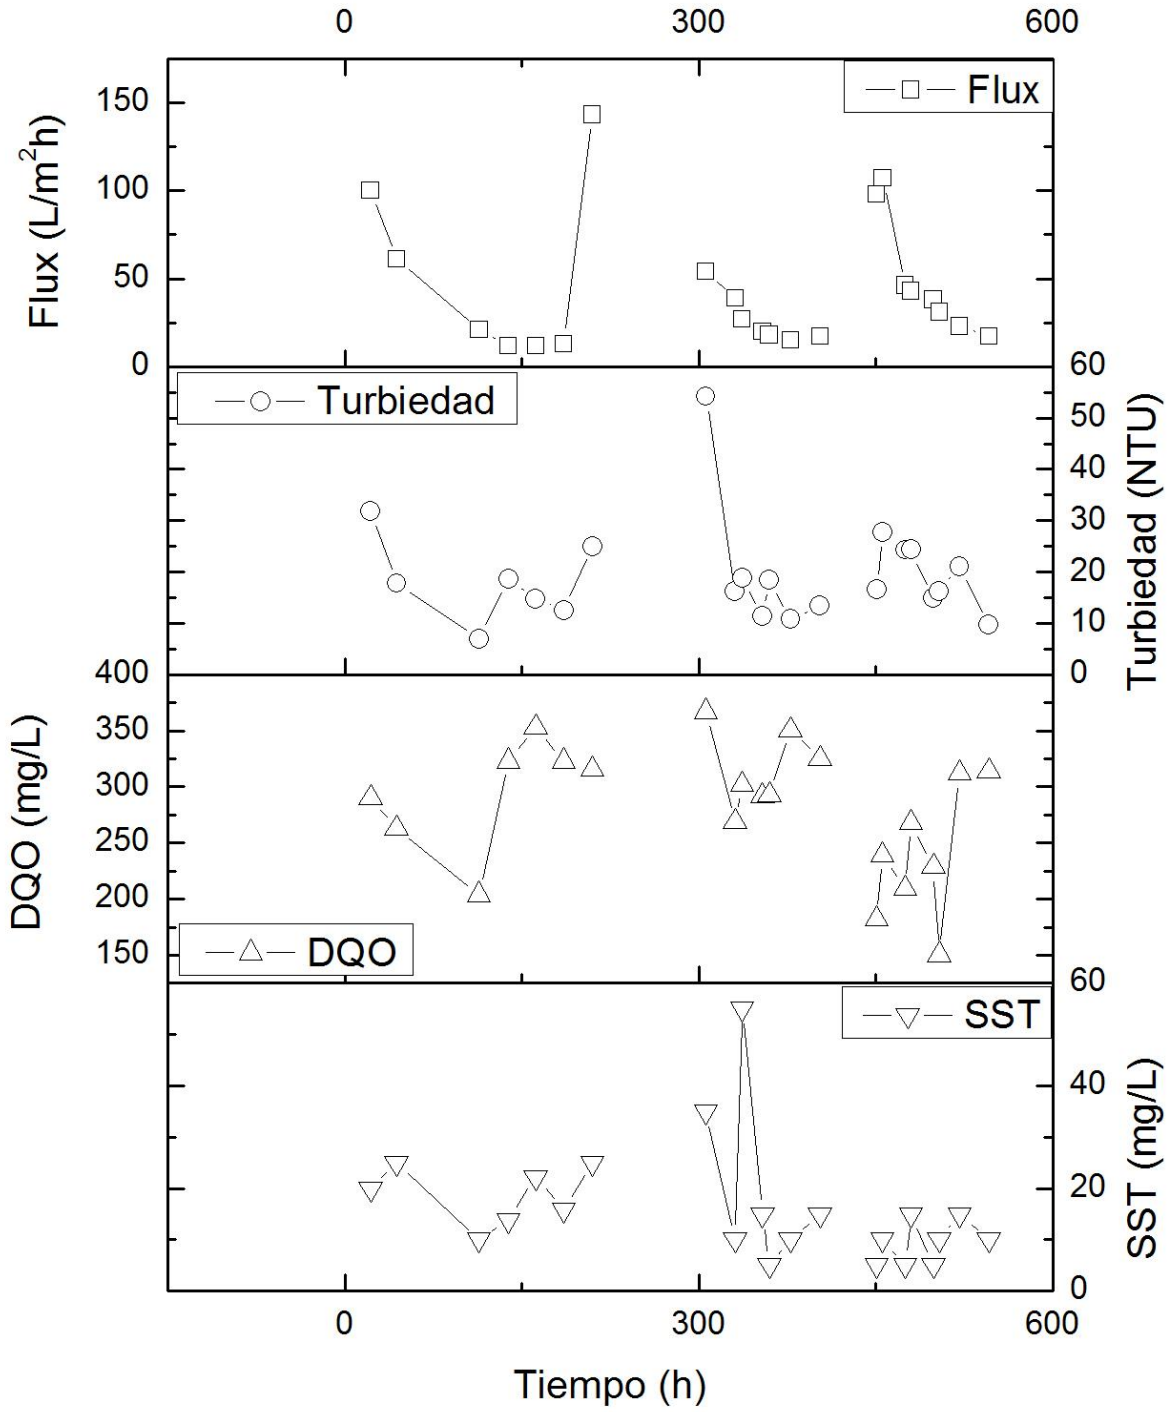 0 300 600
Flux
Flux (L/m²h)
150
100
50
0
Turbiedad
Turbiedad (NTU)
60
50
40
30
20
10
0
DQO (mg/L)
400
350
300
250
200
150
DQO
SST
SST (mg/L)
60
40
20
0
0 300 600
Tiempo (h)